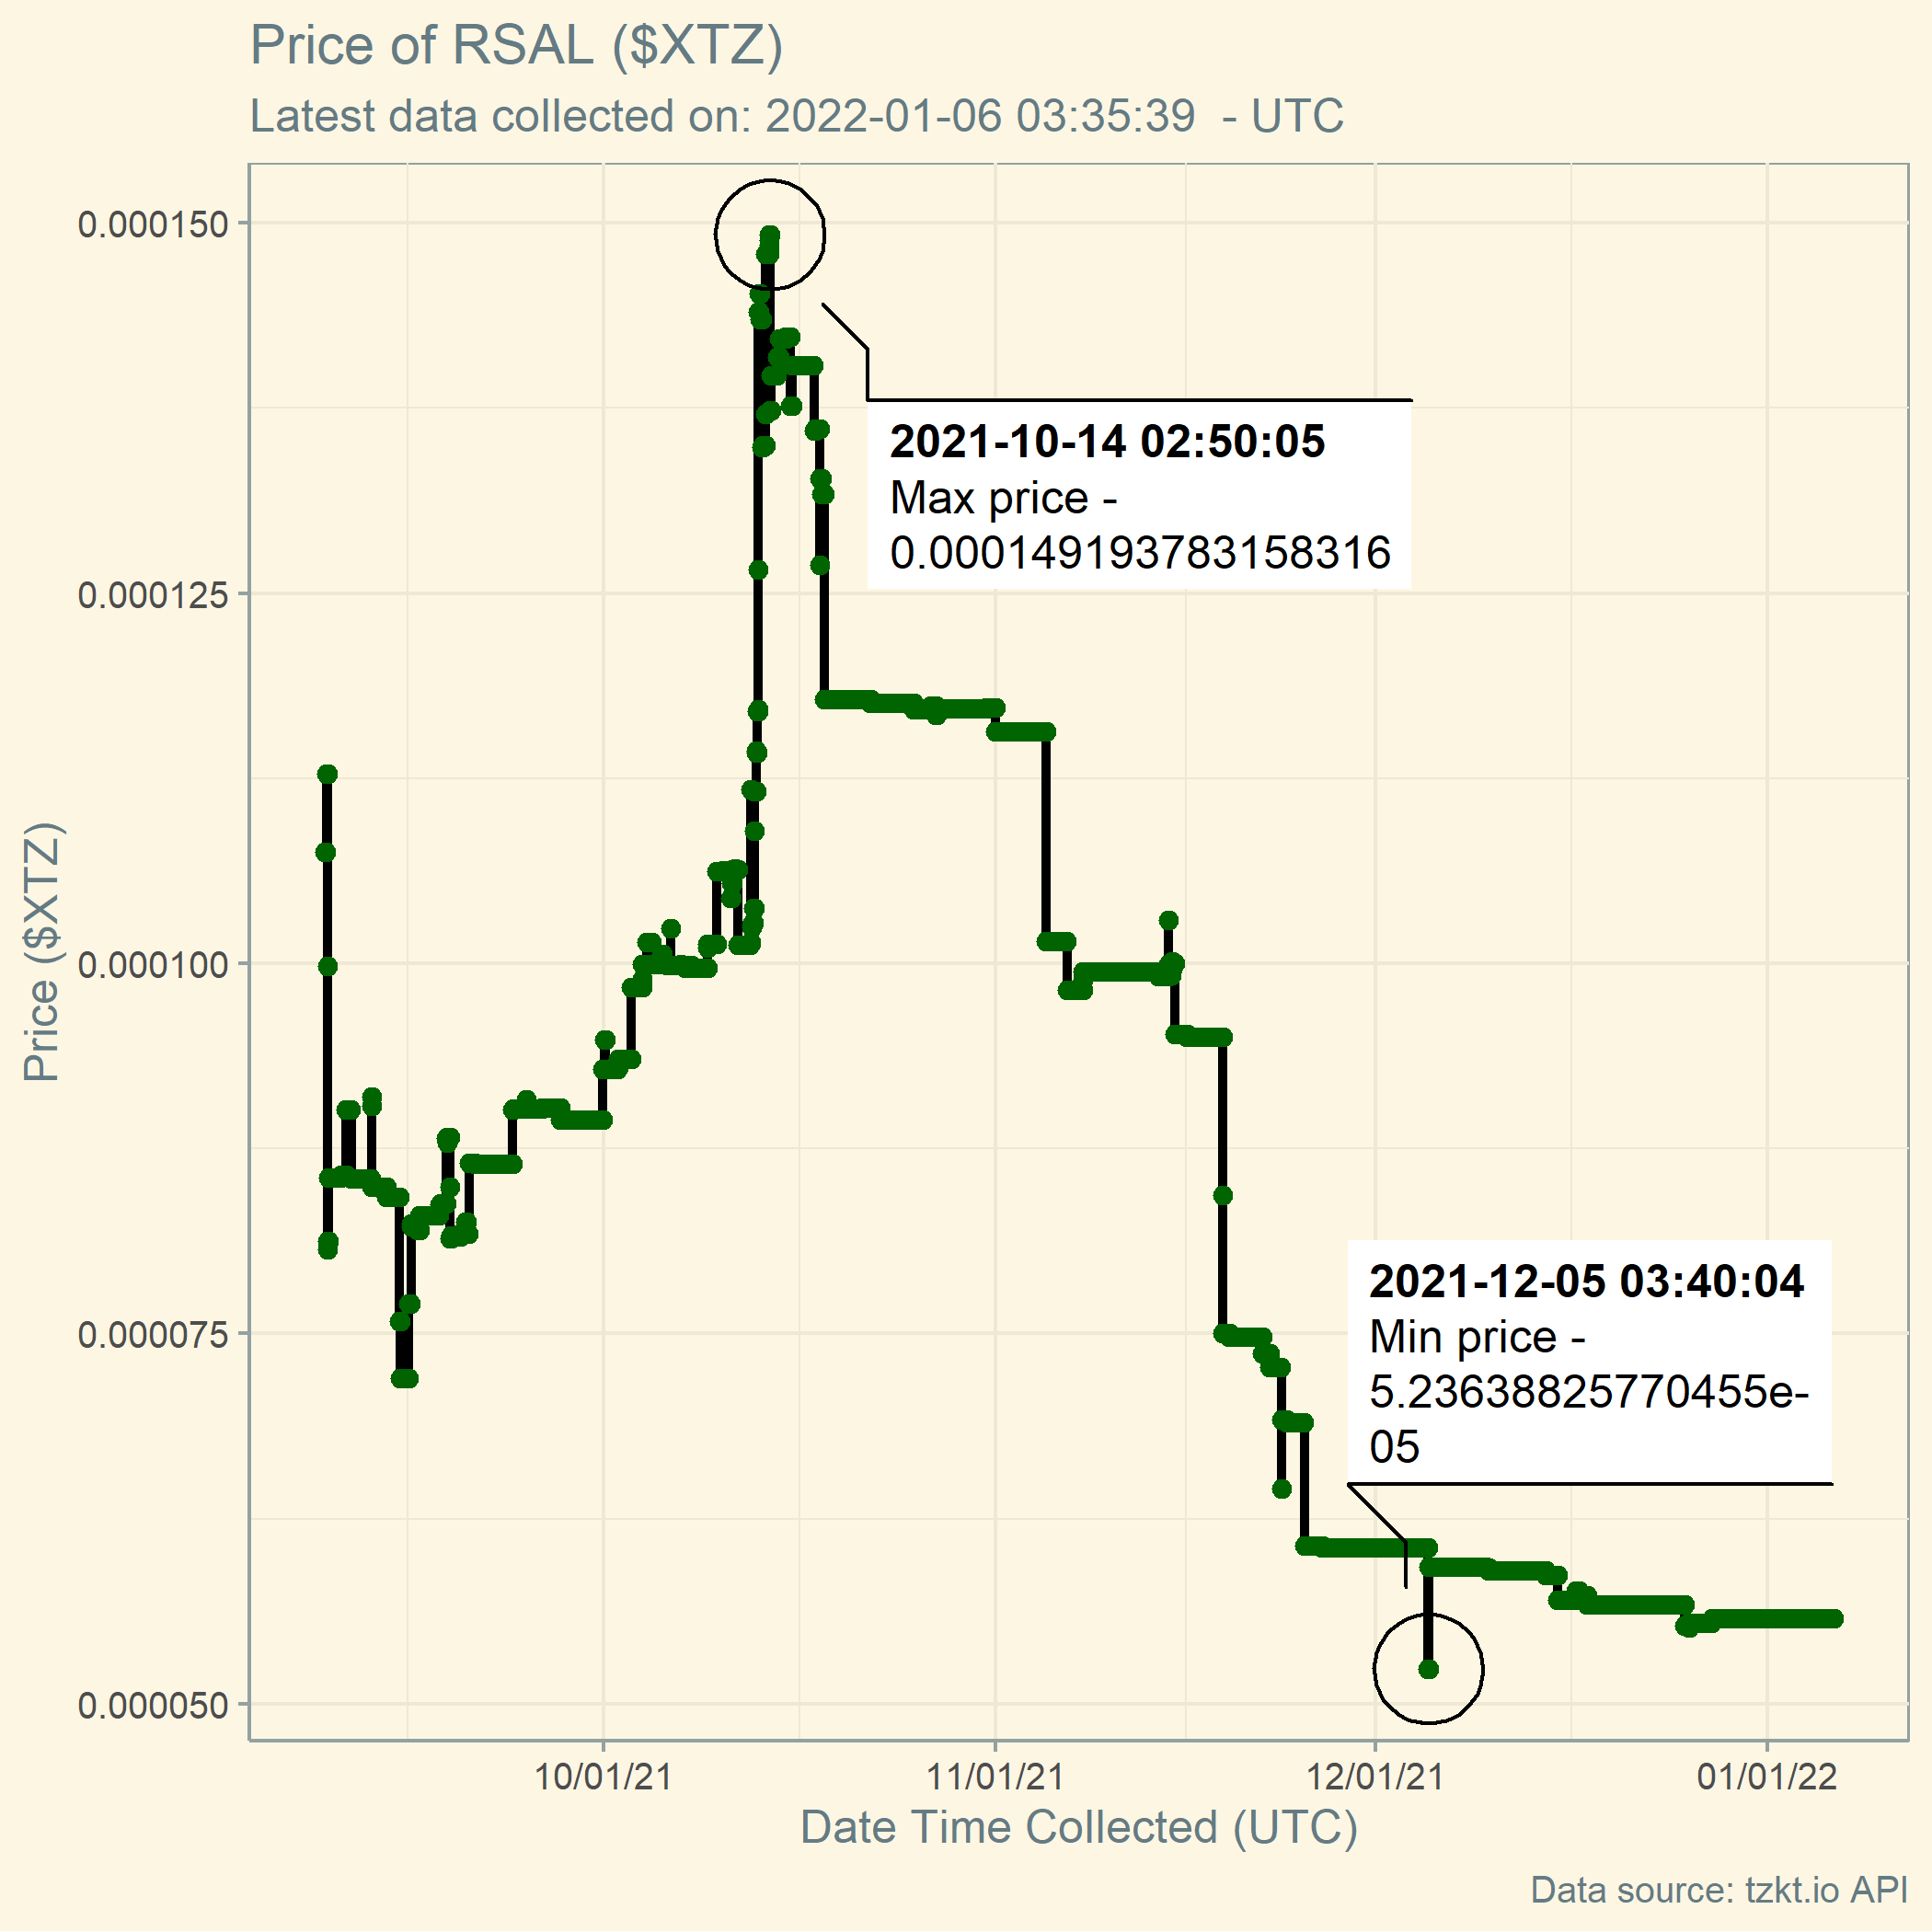 Price of RSAL ($XTZ)
Latest data collected on: 2022-01-06 03:35:39  - UTC
0.000150
2021-10-14 02:50:05
Max price -
0.000149193783158316
0.000125
Price ($XTZ)
0.000100
2021-12-05 03:40:04
Min price -
5.23638825770455e-
05
0.000075
0.000050
10/01/21
11/01/21
12/01/21
01/01/22
Date Time Collected (UTC)
Data source: tzkt.io API